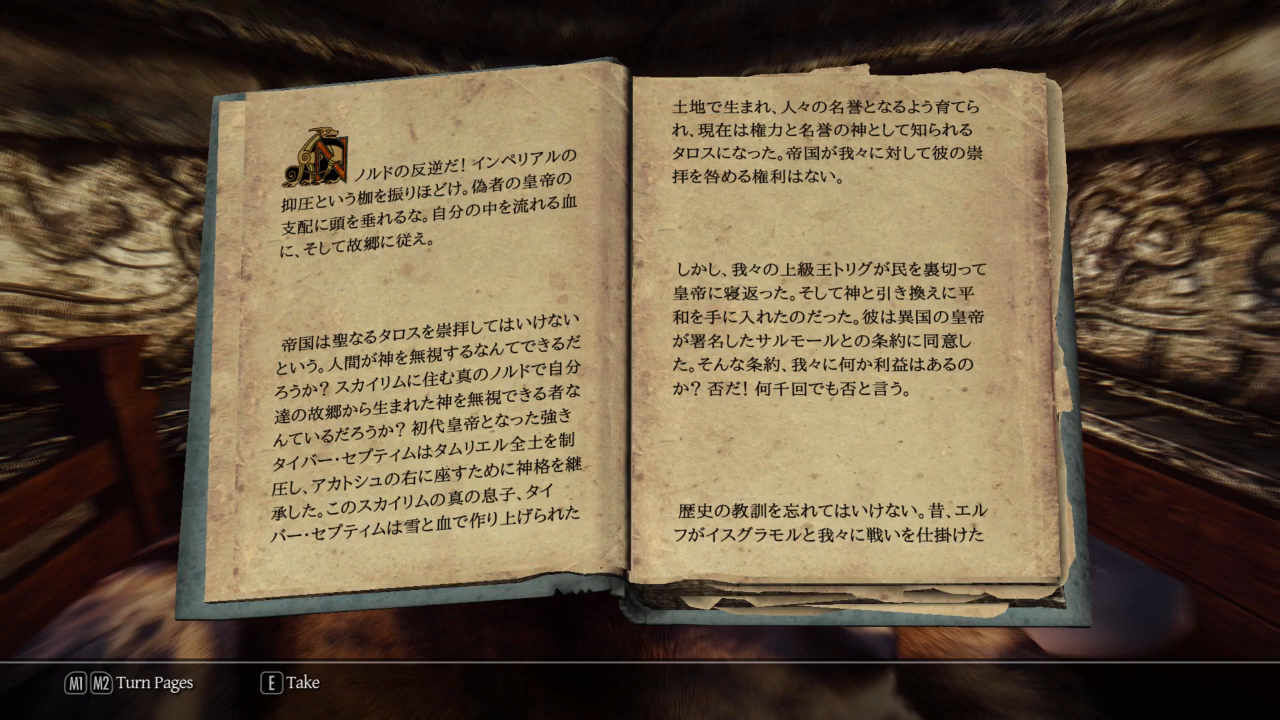 ノルドの反逆だ！インペリアルの
抑圧という枷を振りほどけ。偽者の皇帝の
支配に頭を垂れるな。自分の中を流れる血
に、そして故郷に従え。
帝国は聖なるタロスを崇拝してはいけない
という。人間が神を無視するなんてできるだ
ろうか？スカイリムに住む真のノルドで自分
達の故郷から生まれた神を無視できる者な
んているだろうか？初代皇帝となった強き
タイバー・セプティムはタムリエル全土を制
圧し、アカトシュの右に座すために神格を継
承した。このスカイリムの真の息子、タイ
バー・セプティムは雪と血で作り上げられた
土地で生まれ、人々の名誉となるよう育てら
れ、現在は権力と名誉の神として知られる
タロスになった。帝国が我々に対して彼の崇
拝を咎める権利はない。
しかし、我々の上級王トリグが民を裏切って
皇帝に寝返った。そして神と引き換えに平
和を手に入れたのだった。彼は異国の皇帝
が署名したサルモールとの条約に同意し
た。そんな条約、我々に何か利益はあるの
か？否だ！何千回でも否と言う。
歴史の教訓を忘れてはいけない。昔、エル
フがイスグラモルと我々に戦いを仕掛けた
M1 M2 Turn Pages
E Take